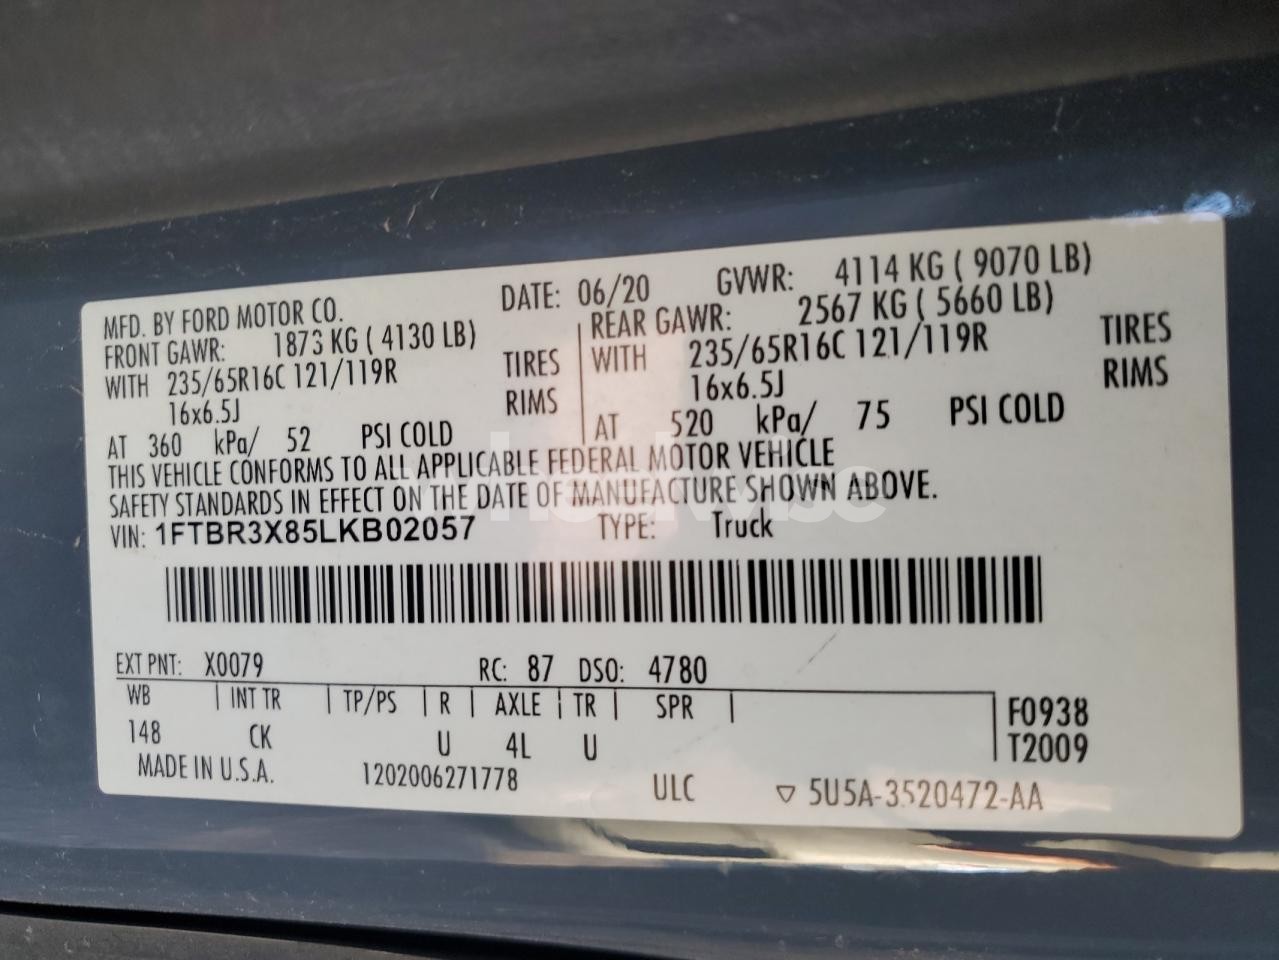 MFD. BY FORD MOTOR CO. DATE: 06/20 GVWR: 4114 KG ( 9070 LB)
FRONT GAWR: 1873 KG ( 4130 LB) REAR GAWR: 2567 KG ( 5660 LB)
WITH 235/65R16C 121/119R TIRES WITH 235/65R16C 121/119R TIRES
16x6.5J RIMS 16x6.5J RIMS
AT 360 kPa/ 52 PSI COLD AT 520 kPa/ 75 PSI COLD
THIS VEHICLE CONFORMS TO ALL APPLICABLE FEDERAL MOTOR VEHICLE
SAFETY STANDARDS IN EFFECT ON THE DATE OF MANUFACTURE SHOWN ABOVE.
VIN: 1FTBR3X85LKB02057 TYPE: Truck
EXT PNT: X0079 RC: 87 DSO: 4780
WB INT TR TP/PS R AXLE TR SPR F0938
148 CK U 4L U T2009
MADE IN U.S.A. 1202006271778 ULC ▽ 5U5A-3520472-AA